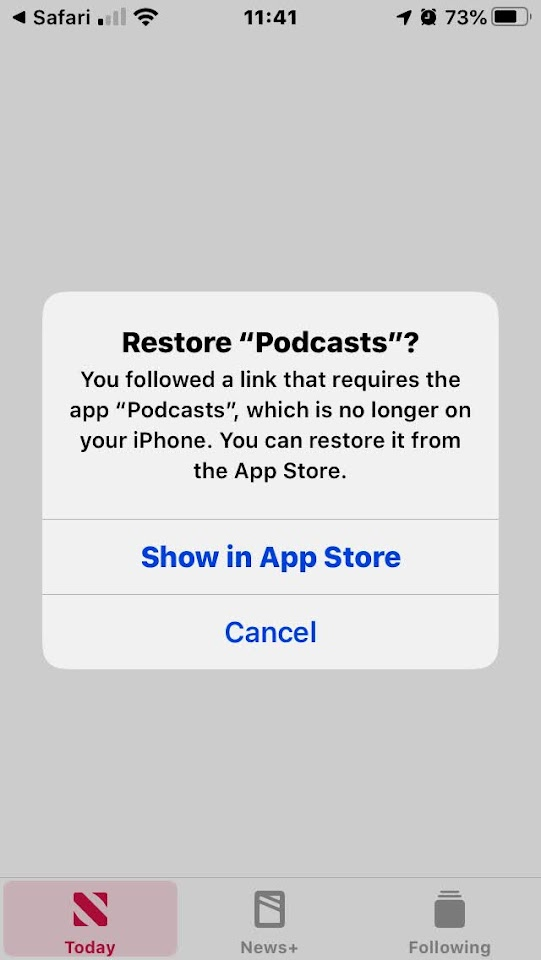 ◀ Safari 11:41 73%
Restore “Podcasts”?
You followed a link that requires the
app “Podcasts”, which is no longer on
your iPhone. You can restore it from
the App Store.
Show in App Store
Cancel
Today News+ Following